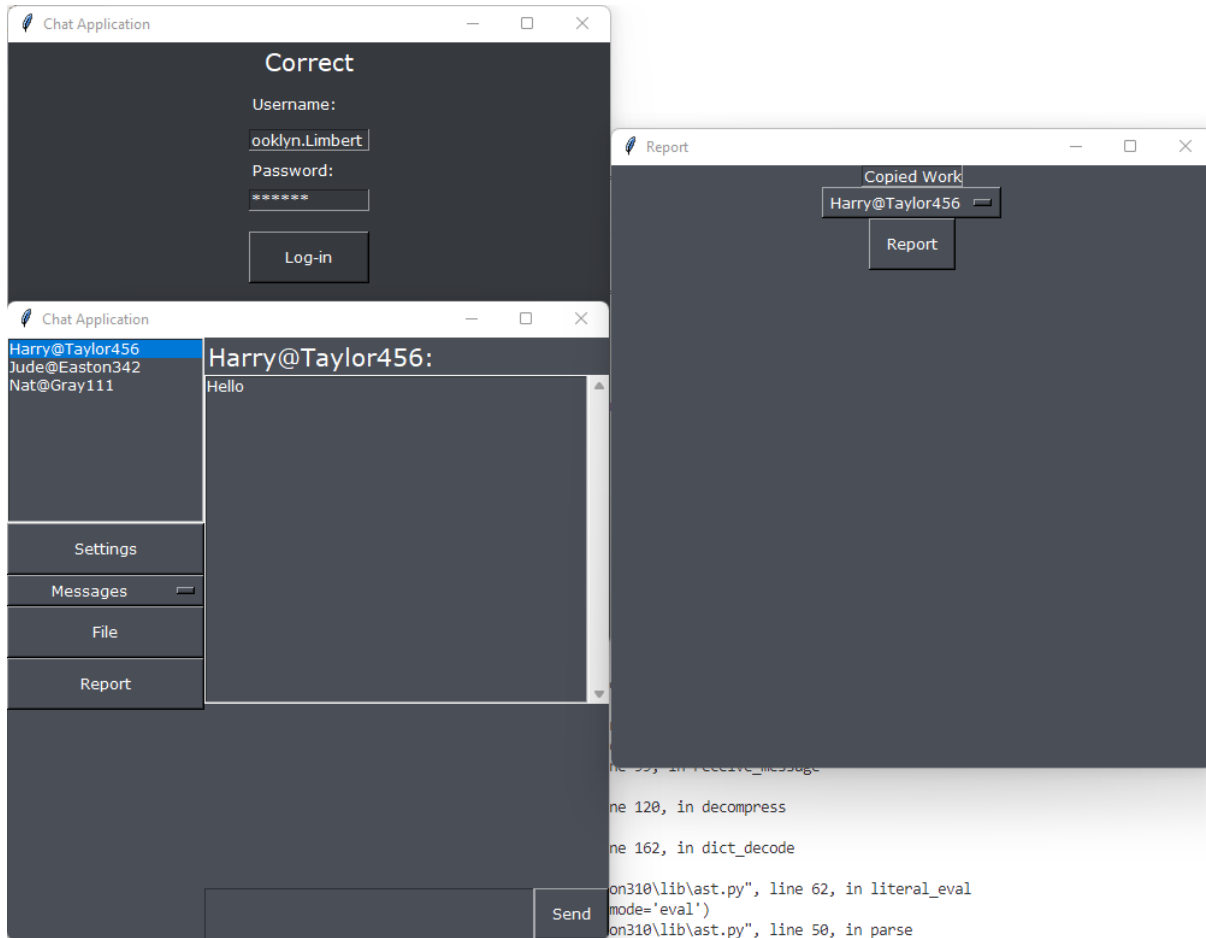 Chat Application
Correct
Username:
ooklyn.Limbert
Password:
******
Log-in
Chat Application
Harry@Taylor456
Jude@Easton342
Nat@Gray111
Harry@Taylor456:
Hello
Settings
Messages
File
Report
Send
Report
Copied Work
Harry@Taylor456
Report
in receive_message
ne 120, in decompress
ne 162, in dict_decode
on310\lib\ast.py", line 62, in literal_eval
mode='eval')
on310\lib\ast.py", line 50, in parse